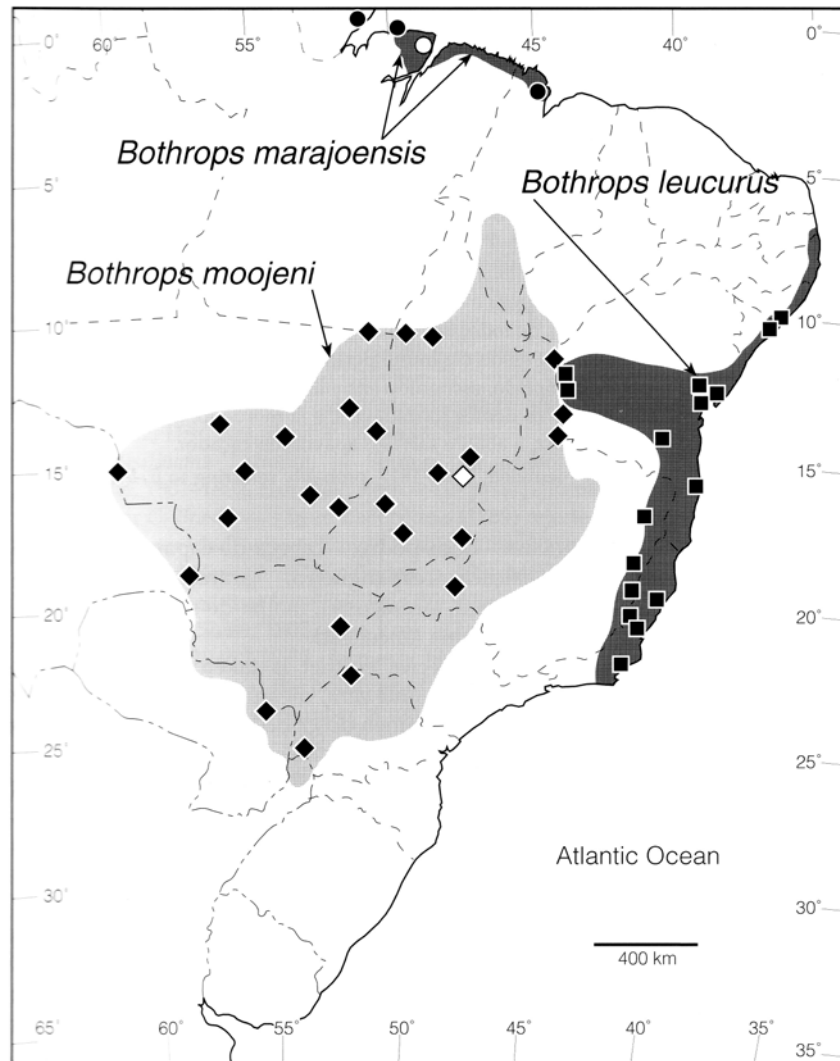 60° 55° 45° 40° 0°
0°
Bothrops marajoensis
5° 5°
Bothrops leucurus
Bothrops moojeni
10° 10°
15° 15°
20° 20°
25° 25°
Atlantic Ocean
30° 30°
400 km
65° 60° 55° 50° 45° 40° 35°
35°